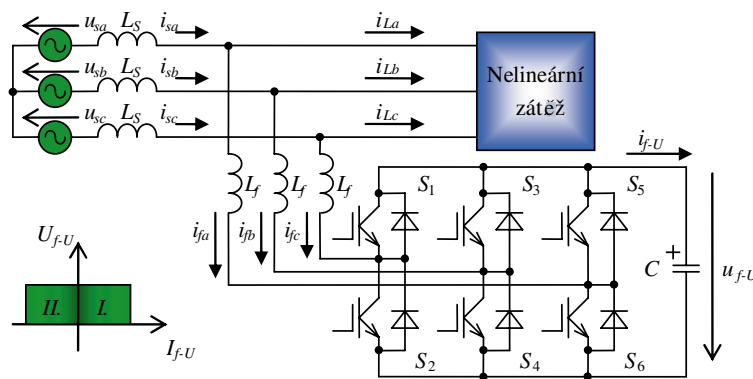 u_sa L_S i_sa i_La
u_sb L_S i_sb i_Lb
u_sc L_S i_sc i_Lc
Nelineární
zátěž
L_f L_f L_f
i_fa i_fb i_fc
S_1 S_3 S_5
i_f-U
C + u_f-U
S_2 S_4 S_6
U_f-U
II. I.
I_f-U